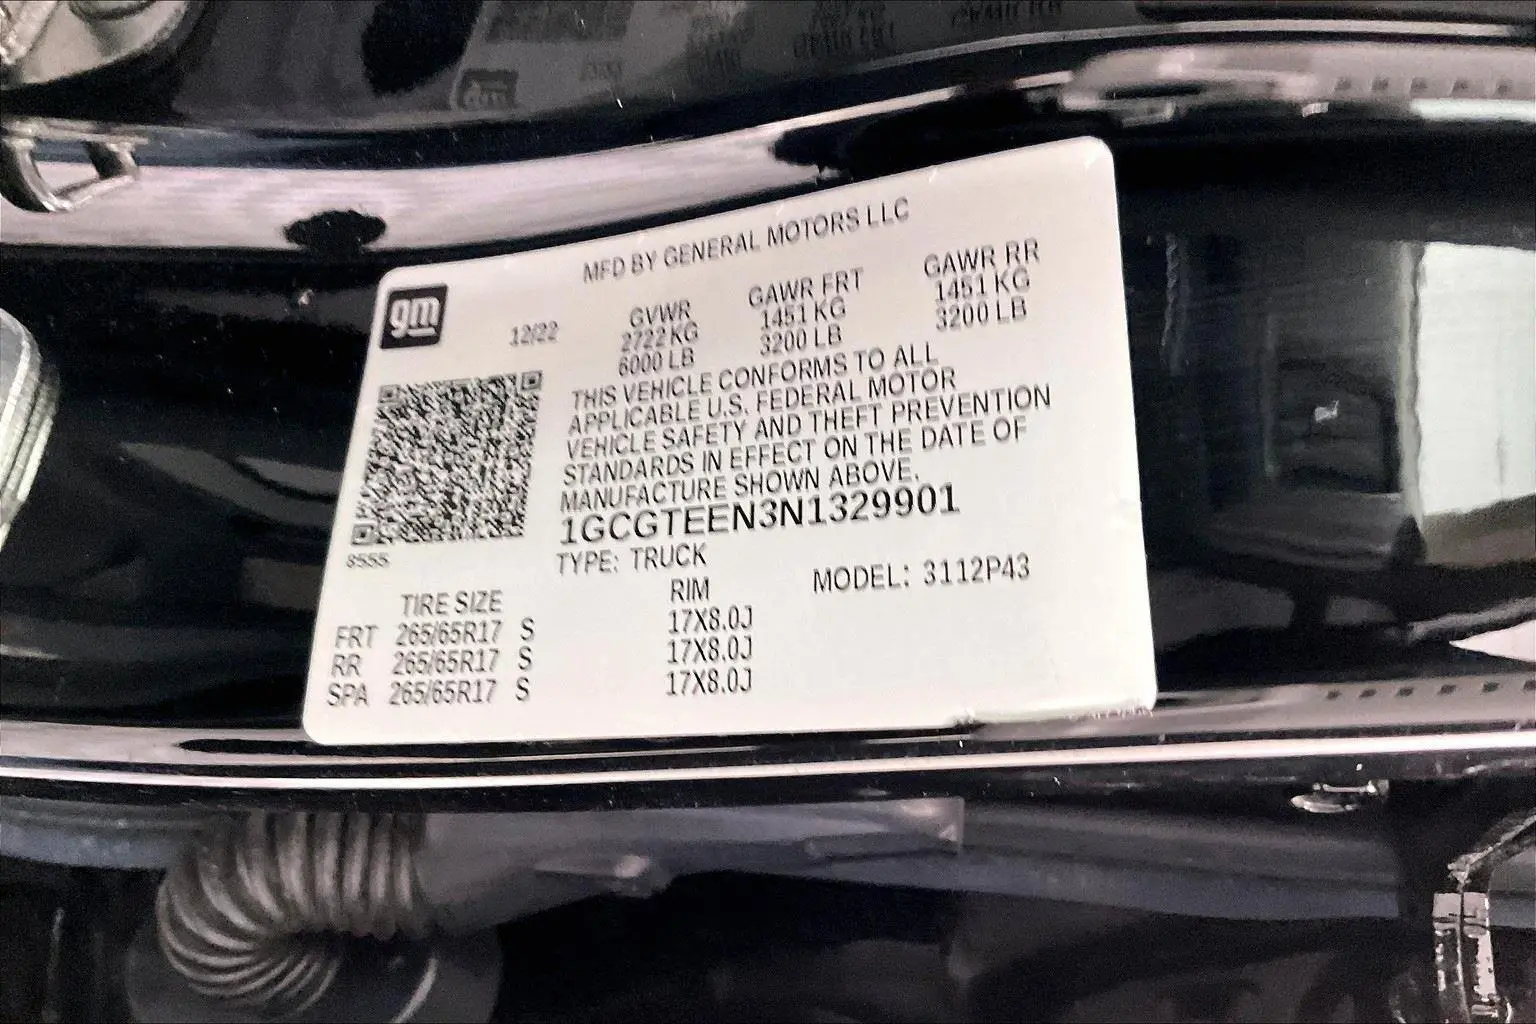 MFD BY GENERAL MOTORS LLC
gm
12/22
GVWR
2722 KG
6000 LB
GAWR FRT
1451 KG
3200 LB
GAWR RR
1451 KG
3200 LB
THIS VEHICLE CONFORMS TO ALL
APPLICABLE U.S. FEDERAL MOTOR
VEHICLE SAFETY AND THEFT PREVENTION
STANDARDS IN EFFECT ON THE DATE OF
MANUFACTURE SHOWN ABOVE.
1GCGTEEN3N1329901
8555
TYPE: TRUCK
MODEL: 3112P43
TIRE SIZE RIM
FRT 265/65R17 S 17X8.0J
RR 265/65R17 S 17X8.0J
SPA 265/65R17 S 17X8.0J